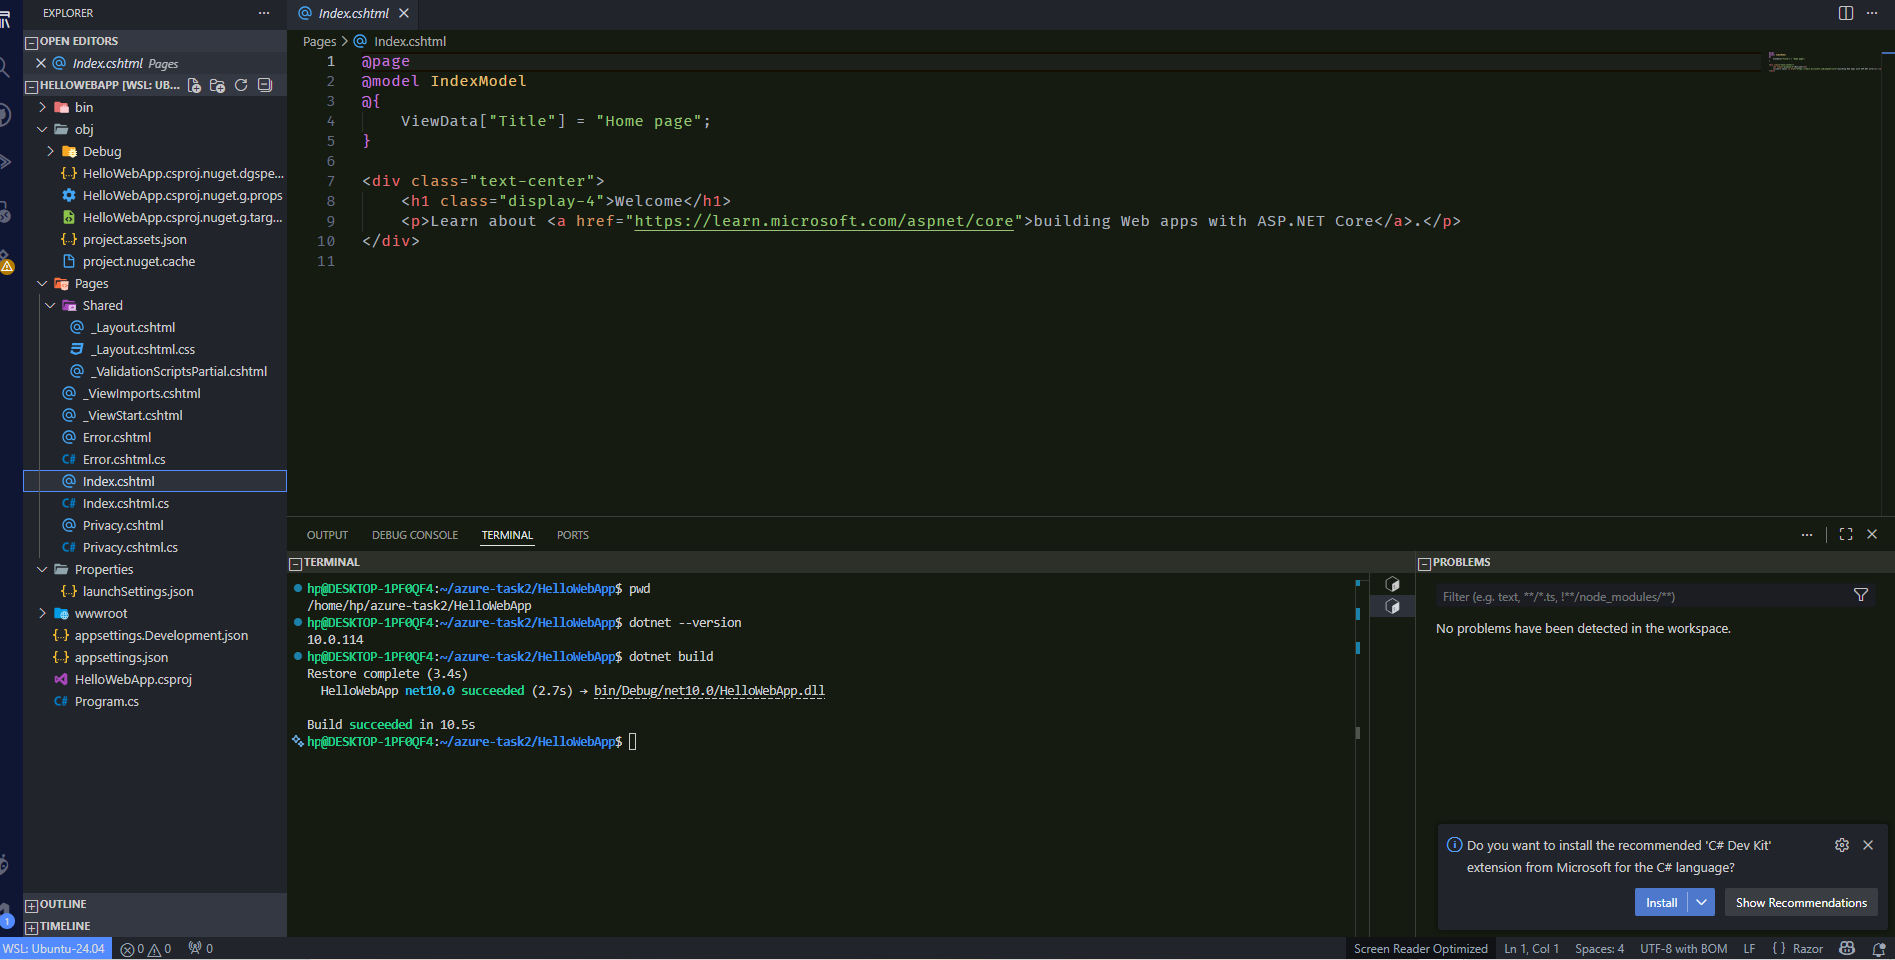 EXPLORER
OPEN EDITORS
Index.cshtml Pages
HELLOWEBAPP [WSL: UB...
bin
obj
Debug
HelloWebApp.csproj.nuget.dgspe...
HelloWebApp.csproj.nuget.g.props
HelloWebApp.csproj.nuget.g.targ...
project.assets.json
project.nuget.cache
Pages
Shared
_Layout.cshtml
_Layout.cshtml.css
_ValidationScriptsPartial.cshtml
_ViewImports.cshtml
_ViewStart.cshtml
Error.cshtml
C# Error.cshtml.cs
Index.cshtml
C# Index.cshtml.cs
Privacy.cshtml
C# Privacy.cshtml.cs
Properties
launchSettings.json
wwwroot
appsettings.Development.json
appsettings.json
HelloWebApp.csproj
C# Program.cs
OUTLINE
TIMELINE
Index.cshtml
Pages > Index.cshtml
1 @page
2 @model IndexModel
3 @{
4     ViewData["Title"] = "Home page";
5 }
6
7 <div class="text-center">
8     <h1 class="display-4">Welcome</h1>
9     <p>Learn about <a href="https://learn.microsoft.com/aspnet/core">building Web apps with ASP.NET Core</a>.</p>
10 </div>
11
OUTPUT DEBUG CONSOLE TERMINAL PORTS
TERMINAL
hp@DESKTOP-1PF0QF4:~/azure-task2/HelloWebApp$ pwd
/home/hp/azure-task2/HelloWebApp
hp@DESKTOP-1PF0QF4:~/azure-task2/HelloWebApp$ dotnet --version
10.0.114
hp@DESKTOP-1PF0QF4:~/azure-task2/HelloWebApp$ dotnet build
Restore complete (3.4s)
  HelloWebApp net10.0 succeeded (2.7s) → bin/Debug/net10.0/HelloWebApp.dll
Build succeeded in 10.5s
hp@DESKTOP-1PF0QF4:~/azure-task2/HelloWebApp$
PROBLEMS
Filter (e.g. text, **/*.ts, !**/node_modules/**)
No problems have been detected in the workspace.
Do you want to install the recommended 'C# Dev Kit'
extension from Microsoft for the C# language?
Install Show Recommendations
1
WSL: Ubuntu-24.04 0 0 0 Screen Reader Optimized Ln 1, Col 1 Spaces: 4 UTF-8 with BOM LF { } Razor